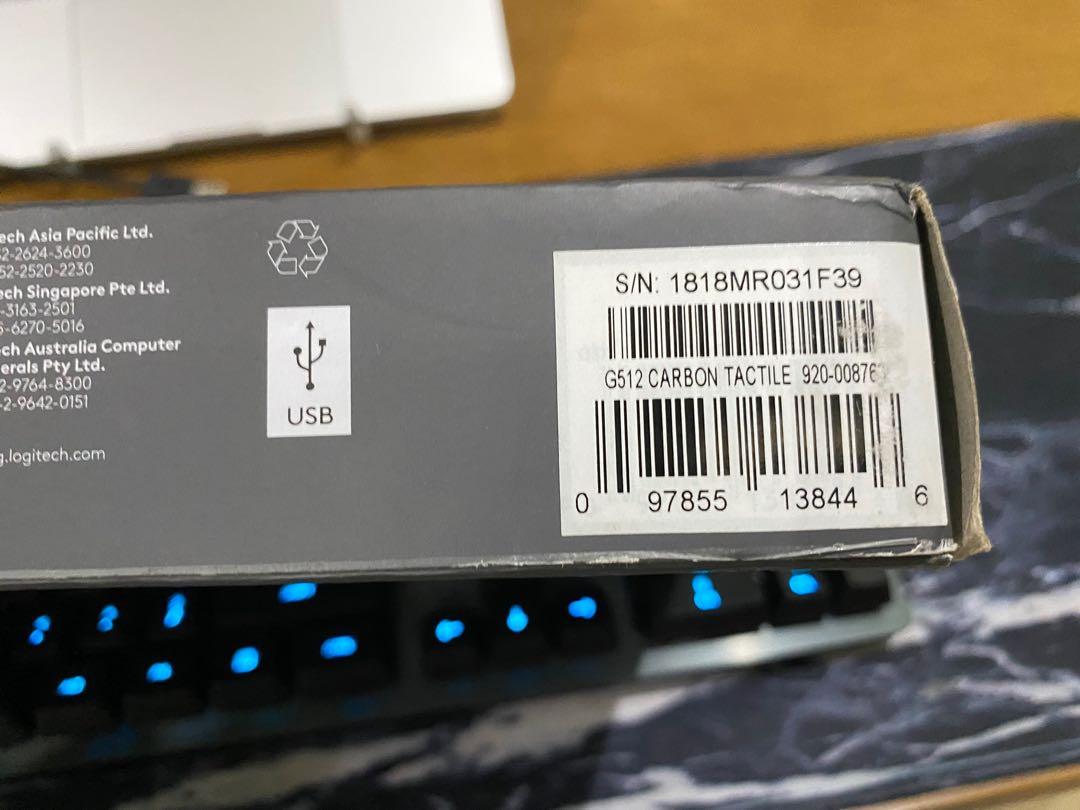 ech Asia Pacific Ltd.
52-2624-3600
52-2520-2230
ech Singapore Pte Ltd.
-3163-2501
5-6270-5016
ech Australia Computer
erals Pty Ltd.
2-9764-8300
-2-9642-0151
g.logitech.com
USB
S/N: 1818MR031F39
G512 CARBON TACTILE 920-00876
0 97855 13844 6